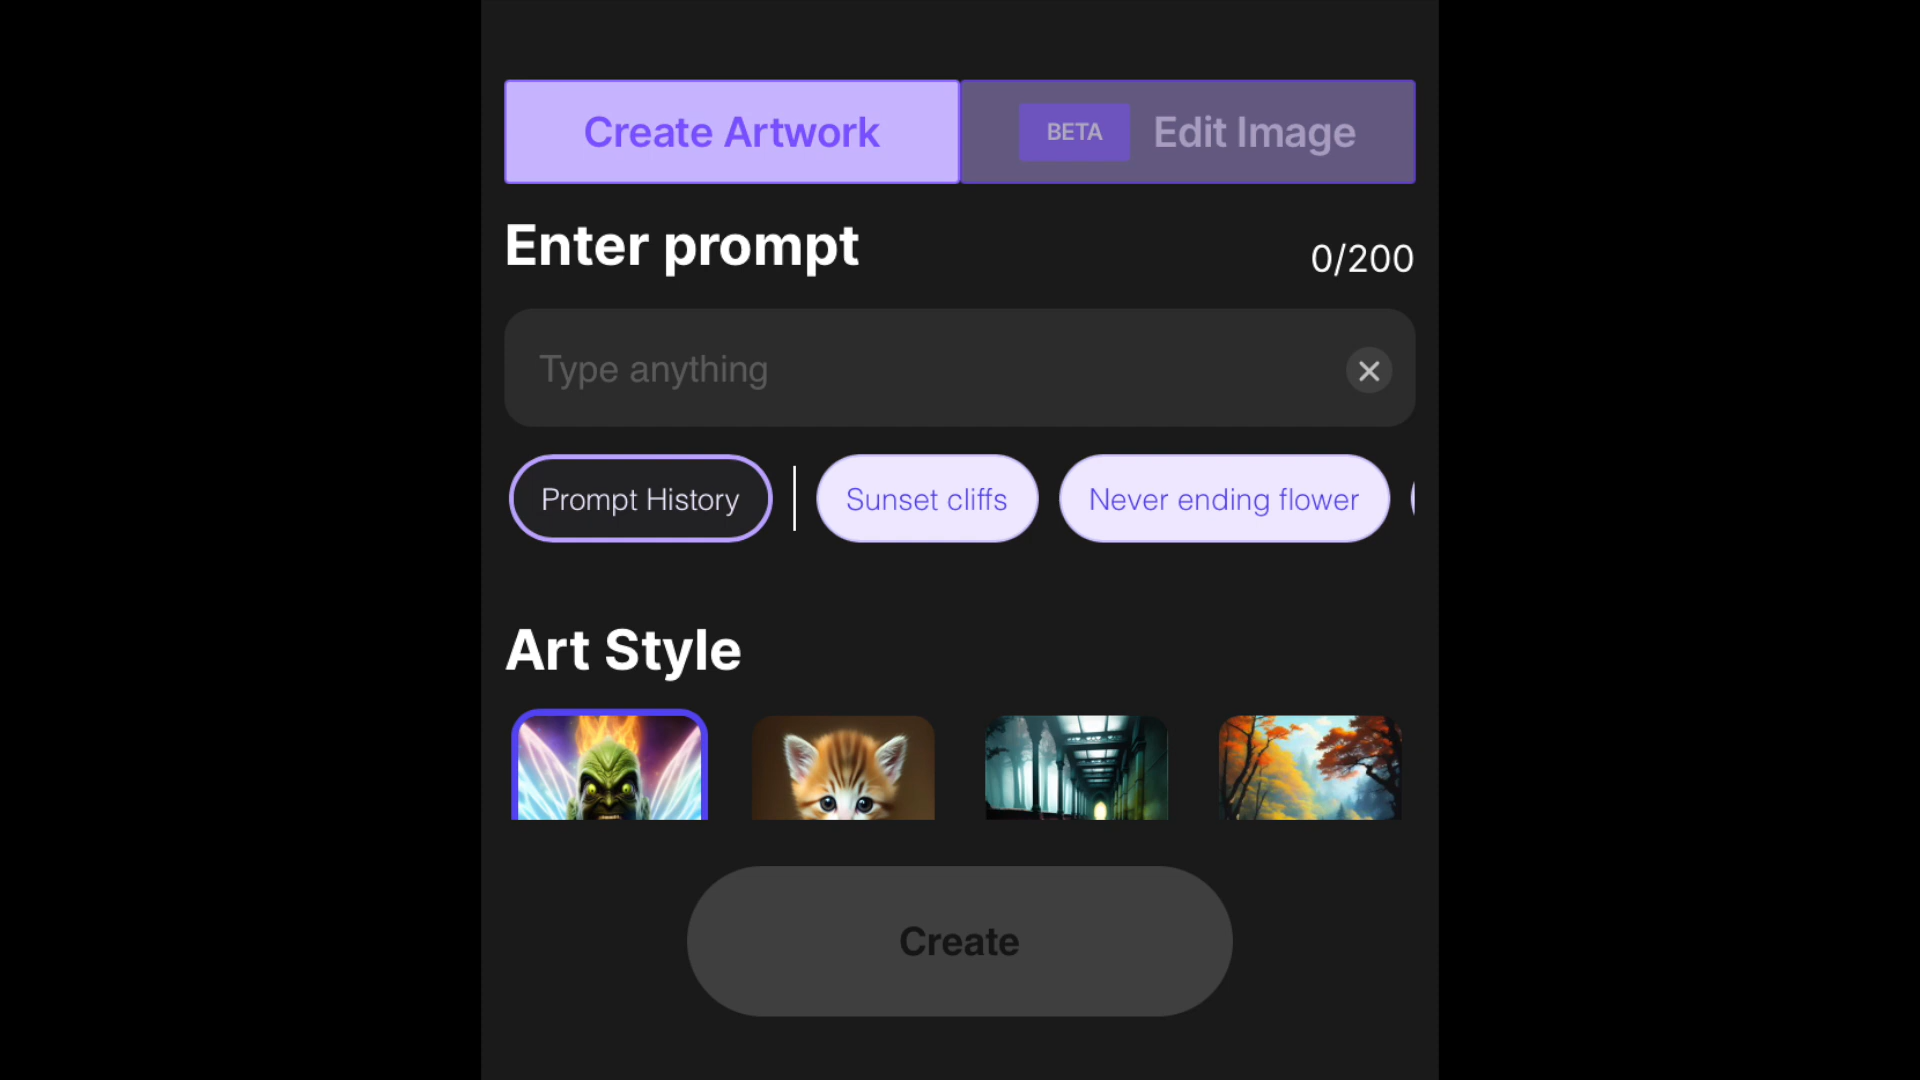 Create Artwork
BETA Edit Image
Enter prompt
0/200
Type anything
Prompt History
Sunset cliffs
Never ending flower
Art Style
Create